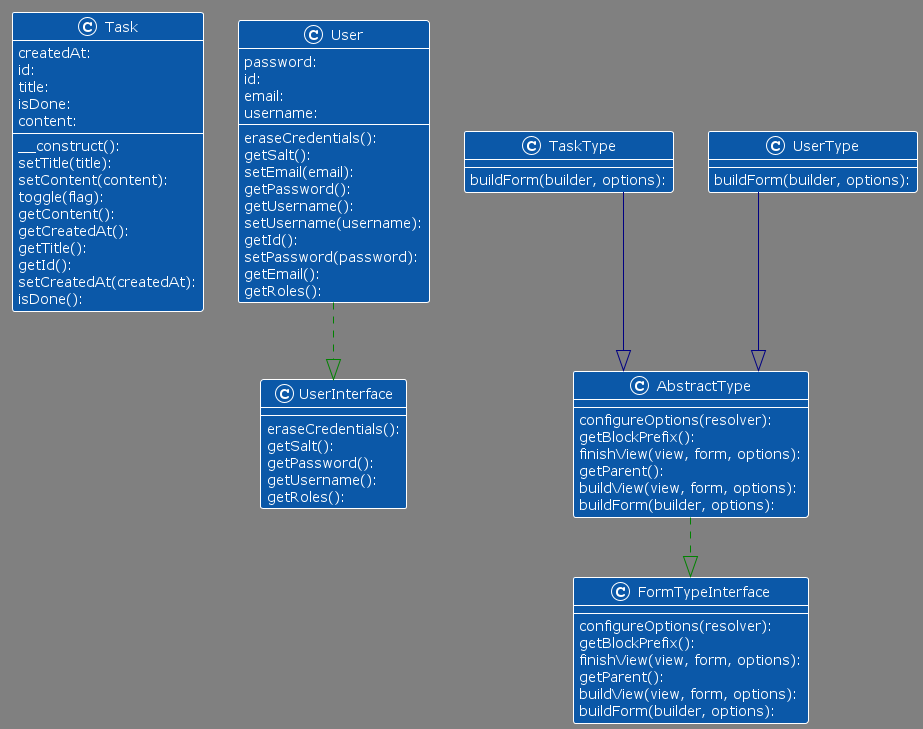 C Task
createdAt:
id:
title:
isDone:
content:
__construct():
setTitle(title):
setContent(content):
toggle(flag):
getContent():
getCreatedAt():
getTitle():
getId():
setCreatedAt(createdAt):
isDone():
C User
password:
id:
email:
username:
eraseCredentials():
getSalt():
setEmail(email):
getPassword():
getUsername():
setUsername(username):
getId():
setPassword(password):
getEmail():
getRoles():
C TaskType
buildForm(builder, options):
C UserType
buildForm(builder, options):
C UserInterface
eraseCredentials():
getSalt():
getPassword():
getUsername():
getRoles():
C AbstractType
configureOptions(resolver):
getBlockPrefix():
finishView(view, form, options):
getParent():
buildView(view, form, options):
buildForm(builder, options):
C FormTypeInterface
configureOptions(resolver):
getBlockPrefix():
finishView(view, form, options):
getParent():
buildView(view, form, options):
buildForm(builder, options):